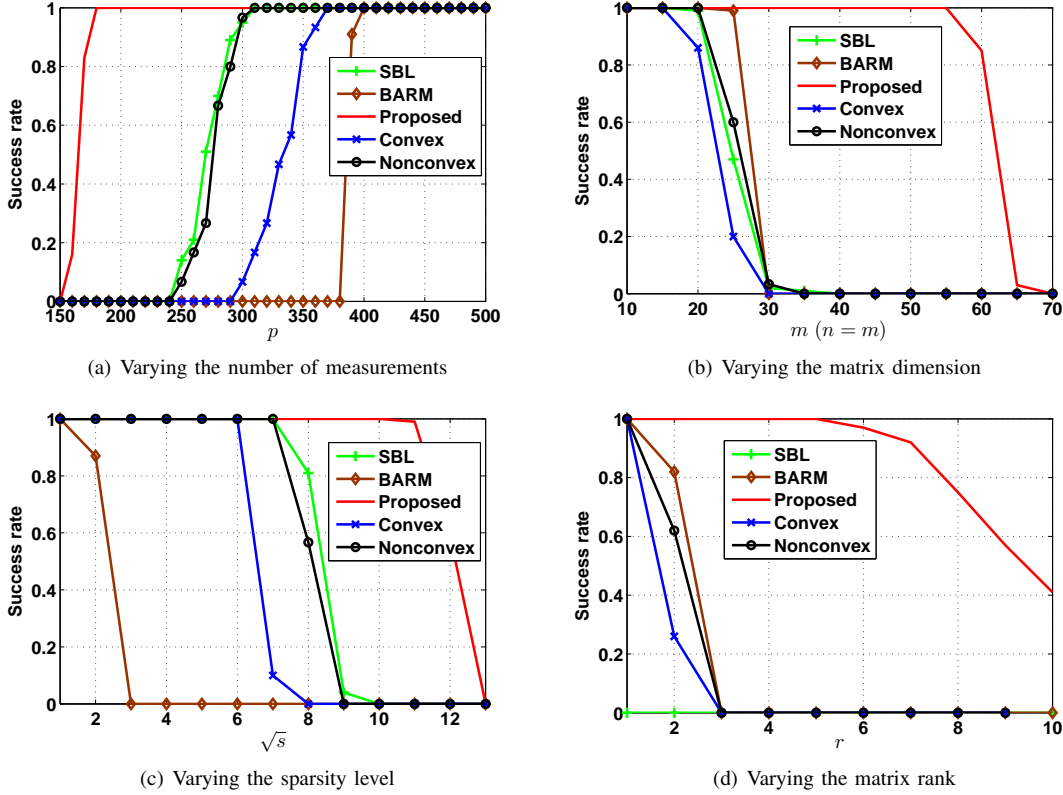 1
0.8
0.6
0.4
0.2
0
Success rate
SBL
BARM
Proposed
Convex
Nonconvex
150 200 250 300 350 400 450 500
p
(a) Varying the number of measurements
1
0.8
0.6
0.4
0.2
0
Success rate
SBL
BARM
Proposed
Convex
Nonconvex
10 20 30 40 50 60 70
m (n = m)
(b) Varying the matrix dimension
1
0.8
0.6
0.4
0.2
0
Success rate
SBL
BARM
Proposed
Convex
Nonconvex
2 4 6 8 10 12
√s
(c) Varying the sparsity level
1
0.8
0.6
0.4
0.2
0
Success rate
SBL
BARM
Proposed
Convex
Nonconvex
2 4 6 8 10
r
(d) Varying the matrix rank